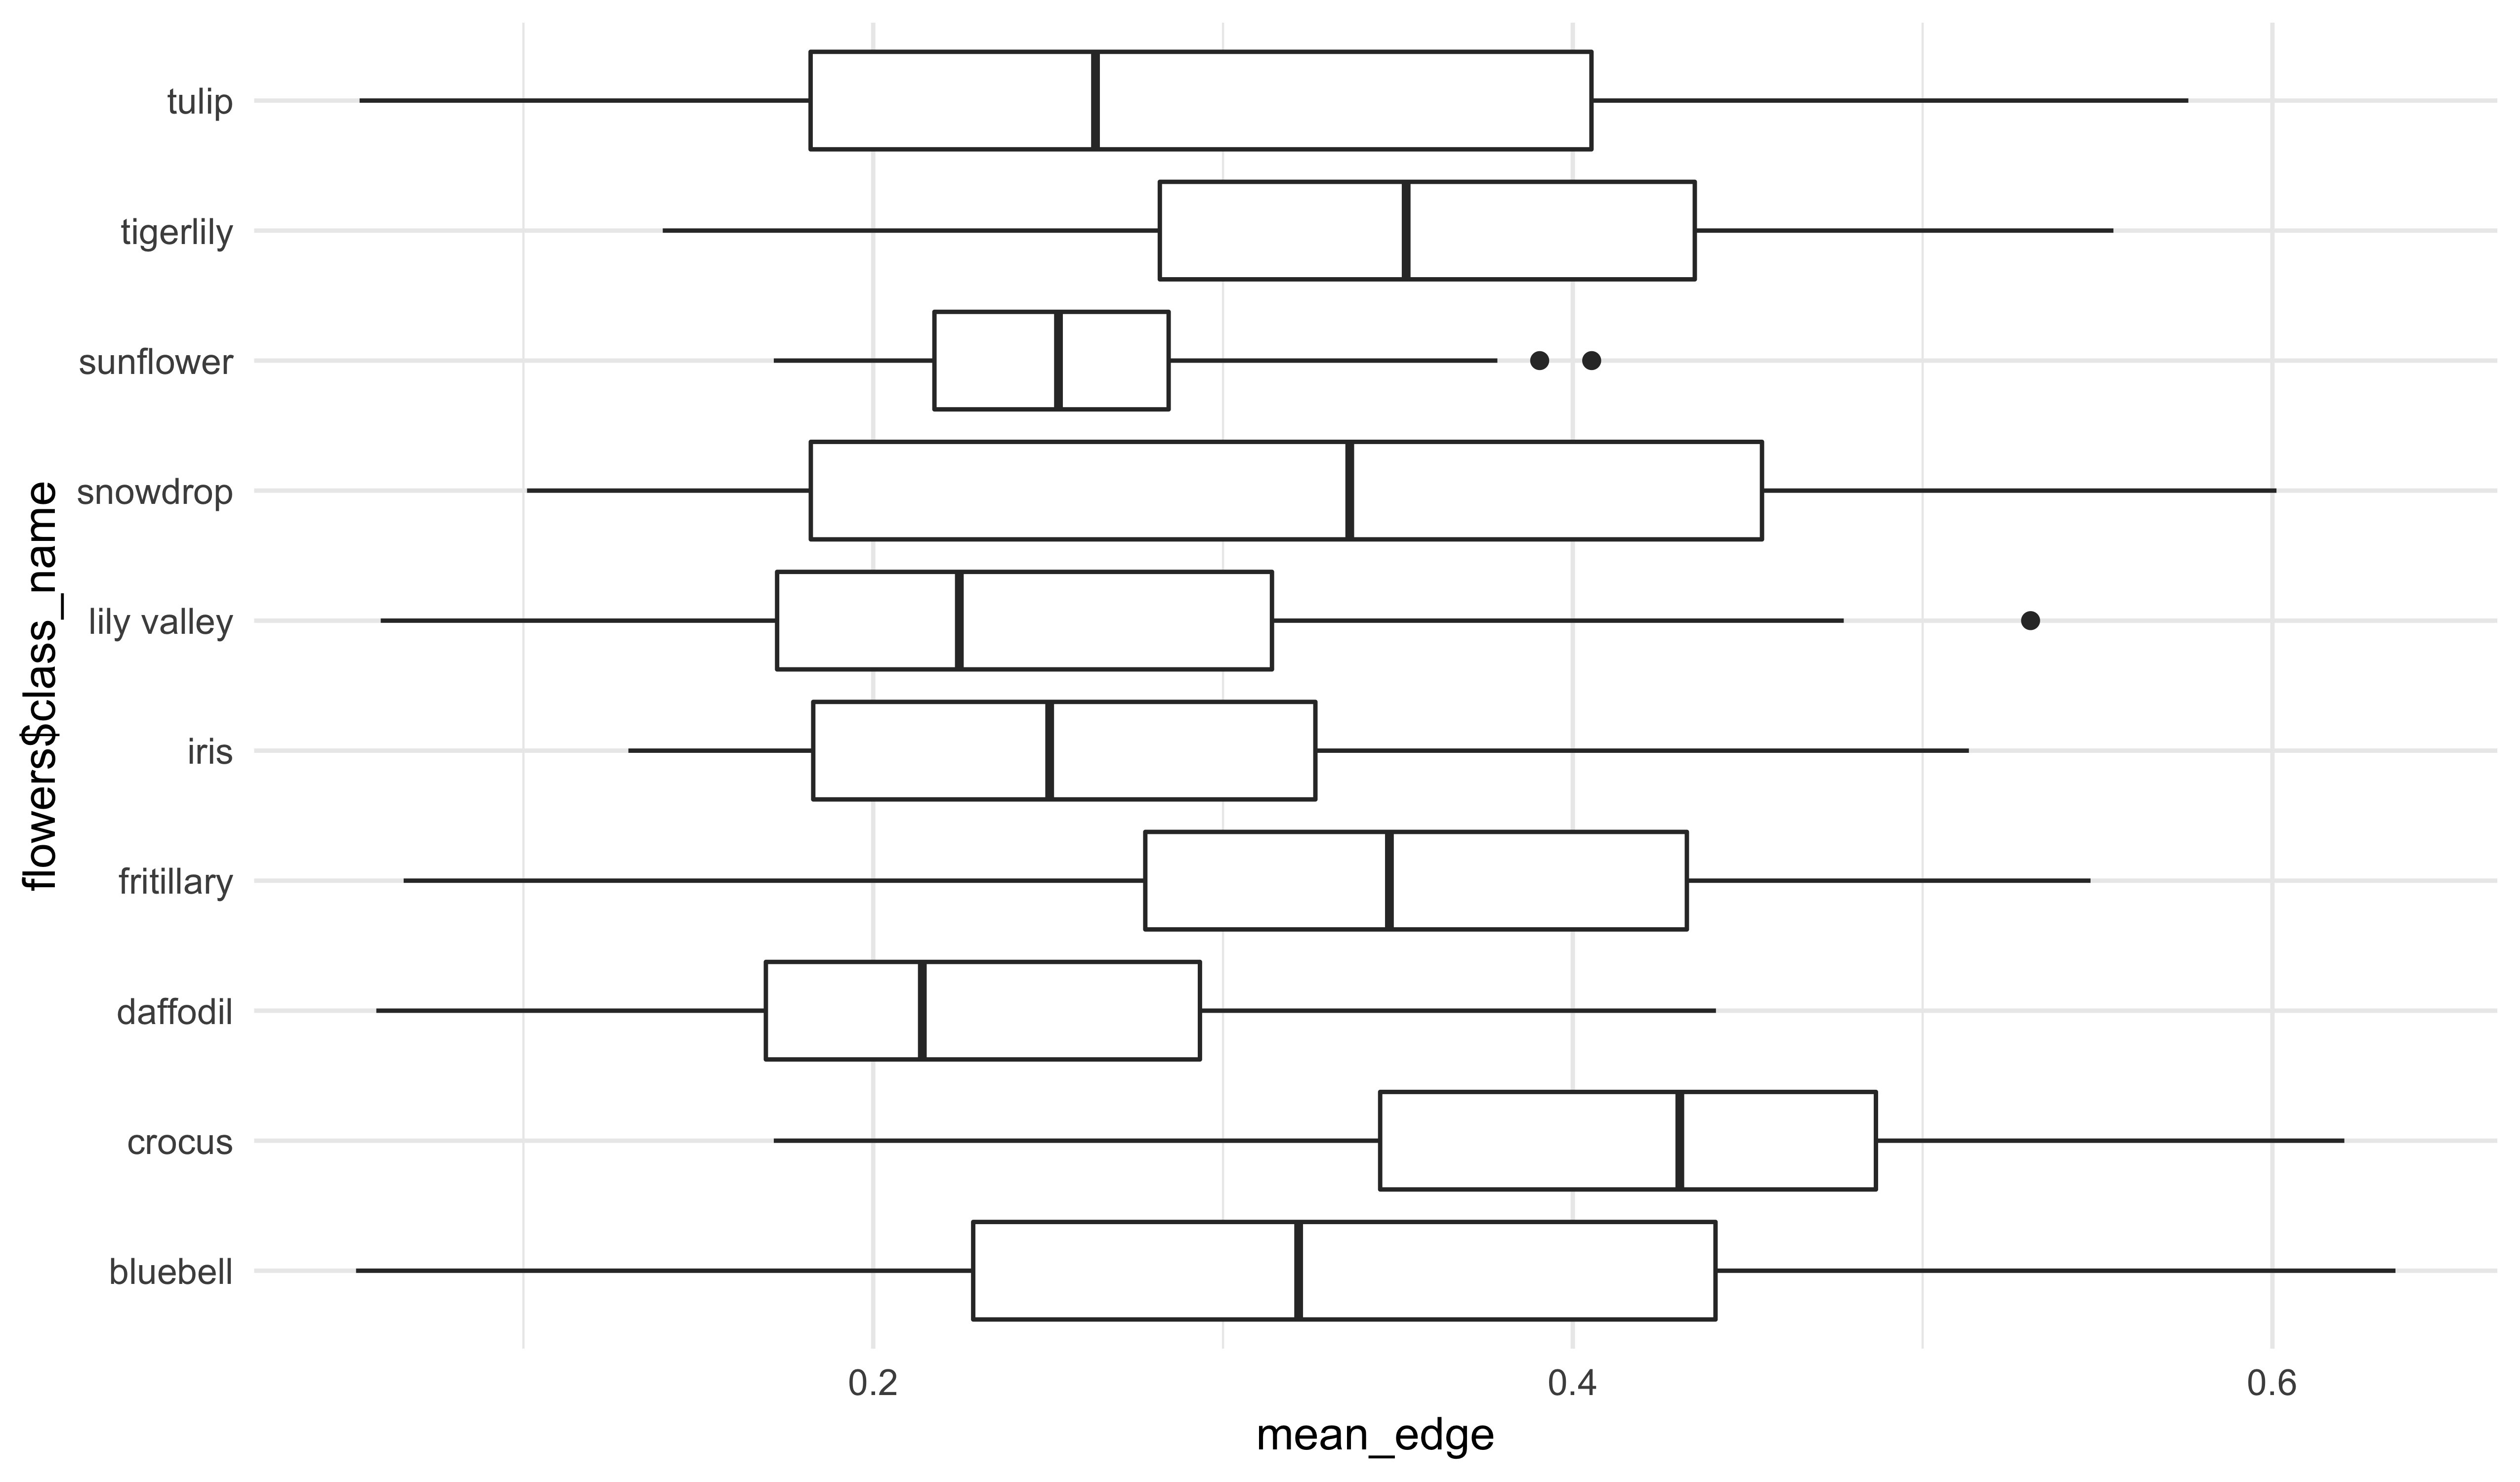 flowers$class_name
tulip
tigerlily
sunflower
snowdrop
lily valley
iris
fritillary
daffodil
crocus
bluebell
0.2 0.4 0.6
mean_edge